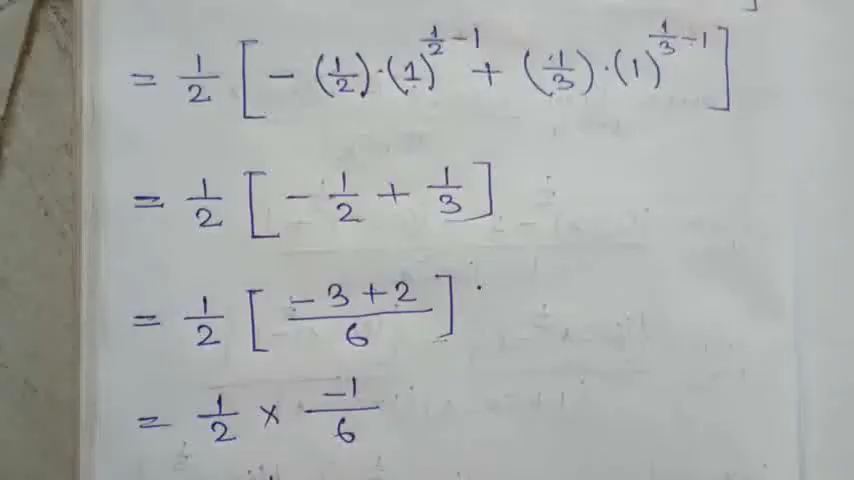 = 1/2 [ - (1/2)·(1)^(1/2 - 1) + (1/3)·(1)^(1/3 - 1) ]
= 1/2 [ - 1/2 + 1/3 ]
= 1/2 [ (-3+2)/6 ]
= 1/2 × -1/6